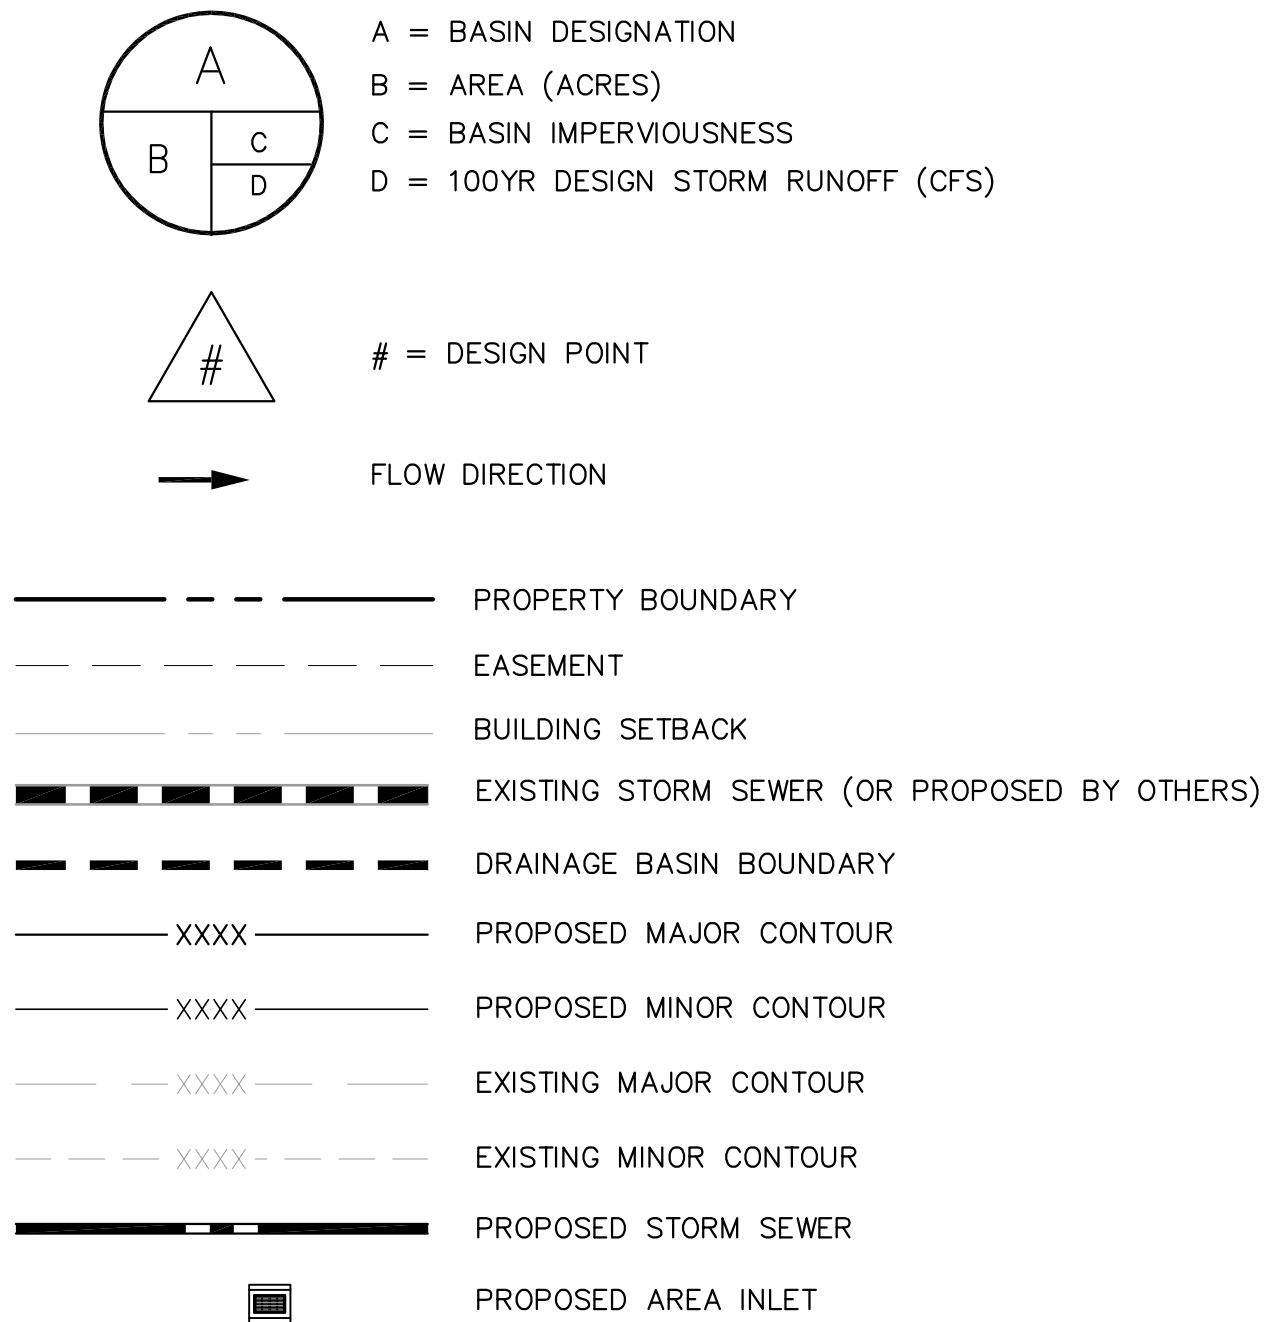 A
B
C
D
A = BASIN DESIGNATION
B = AREA (ACRES)
C = BASIN IMPERVIOUSNESS
D = 100YR DESIGN STORM RUNOFF (CFS)
#
# = DESIGN POINT
FLOW DIRECTION
PROPERTY BOUNDARY
EASEMENT
BUILDING SETBACK
EXISTING STORM SEWER (OR PROPOSED BY OTHERS)
DRAINAGE BASIN BOUNDARY
XXXX PROPOSED MAJOR CONTOUR
XXXX PROPOSED MINOR CONTOUR
XXXX EXISTING MAJOR CONTOUR
XXXX EXISTING MINOR CONTOUR
PROPOSED STORM SEWER
PROPOSED AREA INLET